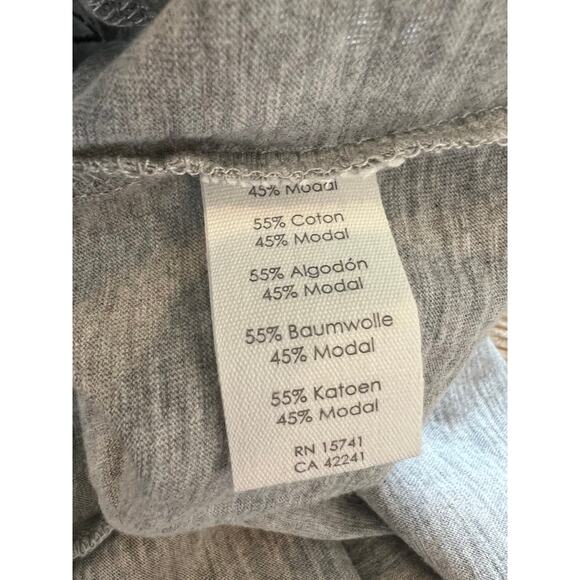 45% Modal
55% Coton
45% Modal
55% Algodón
45% Modal
55% Baumwolle
45% Modal
55% Katoen
45% Modal
RN 15741
CA 42241